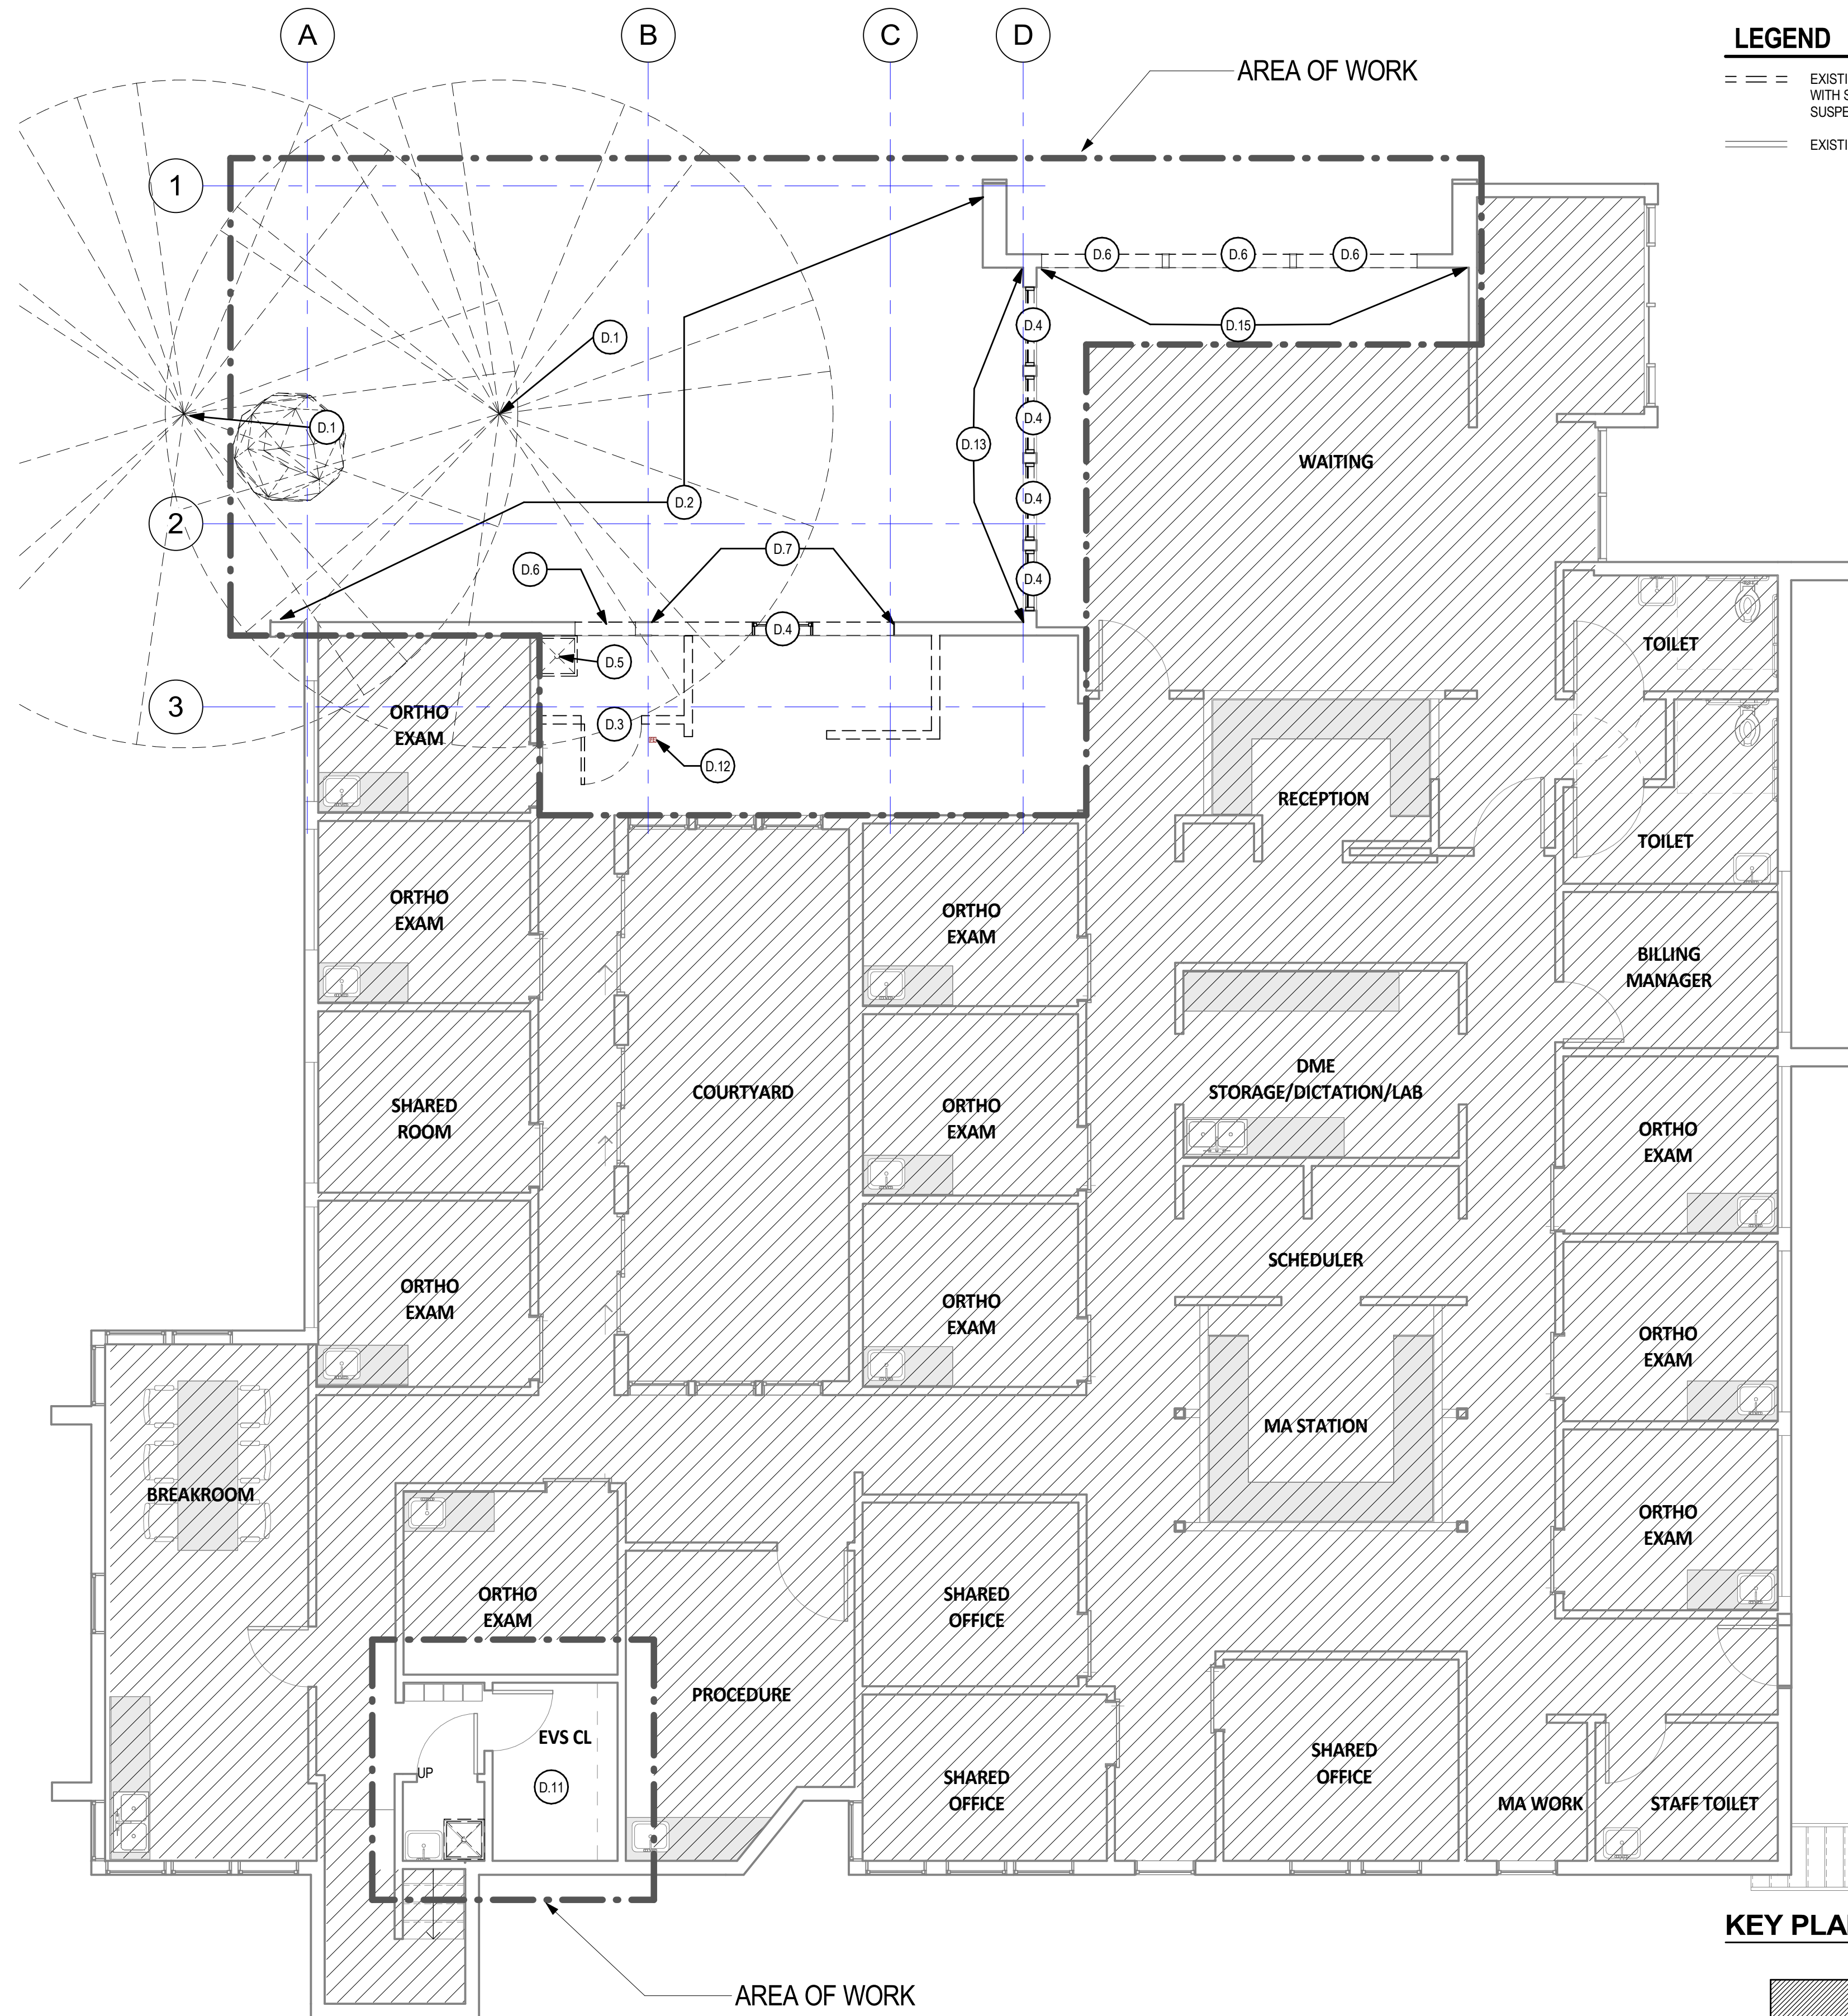 A
B
C
D
LEGEND
AREA OF WORK
EXISTI
WITH S
SUSPE
EXISTI
1
D.6
D.6
D.6
D.1
D.4
D.15
D.1
D.4
D.13
WAITING
D.2
D.4
2
D.7
D.6
D.4
D.4
D.5
TOILET
3
ORTHO
EXAM
D.3
D.12
RECEPTION
TOILET
ORTHO
EXAM
ORTHO
EXAM
BILLING
MANAGER
SHARED
ROOM
COURTYARD
ORTHO
EXAM
DME
STORAGE/DICTATION/LAB
ORTHO
EXAM
ORTHO
EXAM
ORTHO
EXAM
SCHEDULER
ORTHO
EXAM
MA STATION
BREAKROOM
ORTHO
EXAM
ORTHO
EXAM
SHARED
OFFICE
PROCEDURE
EVS CL
UP
D.11
SHARED
OFFICE
SHARED
OFFICE
MA WORK
STAFF TOILET
KEY PLA
AREA OF WORK